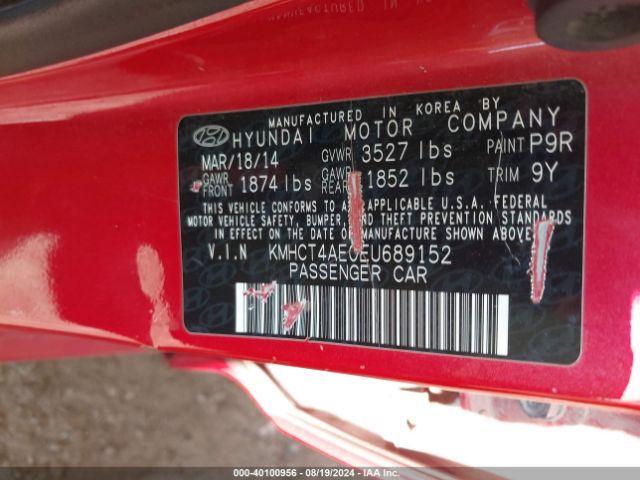 MANUFACTURED IN KOREA BY
HYUNDAI MOTOR COMPANY
MAR/18/14 GVWR 3527 lbs PAINT P9R
GAWR FRONT 1874 lbs GAWR REAR 1852 lbs TRIM 9Y
THIS VEHICLE CONFORMS TO ALL APPLICABLE U.S.A. FEDERAL
MOTOR VEHICLE SAFETY, BUMPER, AND THEFT PREVENTION STANDARDS
IN EFFECT ON THE DATE OF MANUFACTURE SHOWN ABOVE.
V.I.N KMHCT4AE0EU689152
PASSENGER CAR
000-40100956 - 08/19/2024 - IAA Inc.